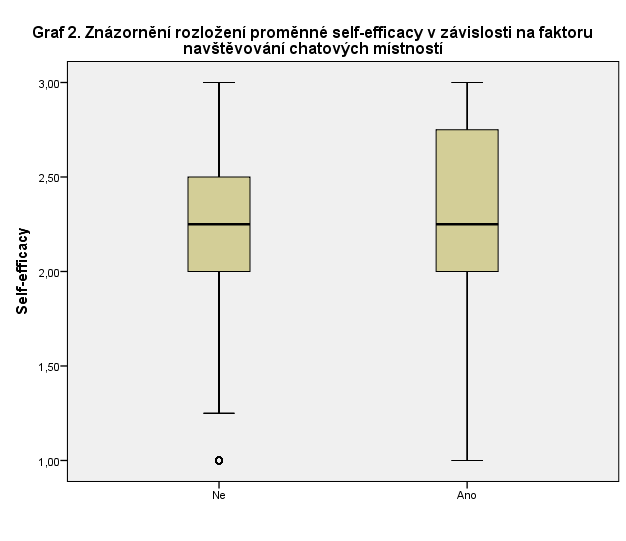 Graf 2. Znázornění rozložení proměnné self-efficacy v závislosti na faktoru
navštěvování chatových místností
3,00
2,50
2,00
1,50
1,00
Self-efficacy
Ne
Ano